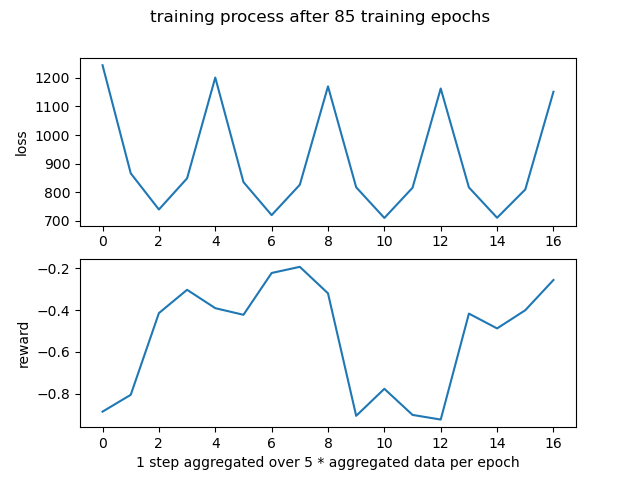 training process after 85 training epochs
1200
1100
1000
900
800
700
loss
0 2 4 6 8 10 12 14 16
−0.2
−0.4
−0.6
−0.8
reward
0 2 4 6 8 10 12 14 16
1 step aggregated over 5 * aggregated data per epoch